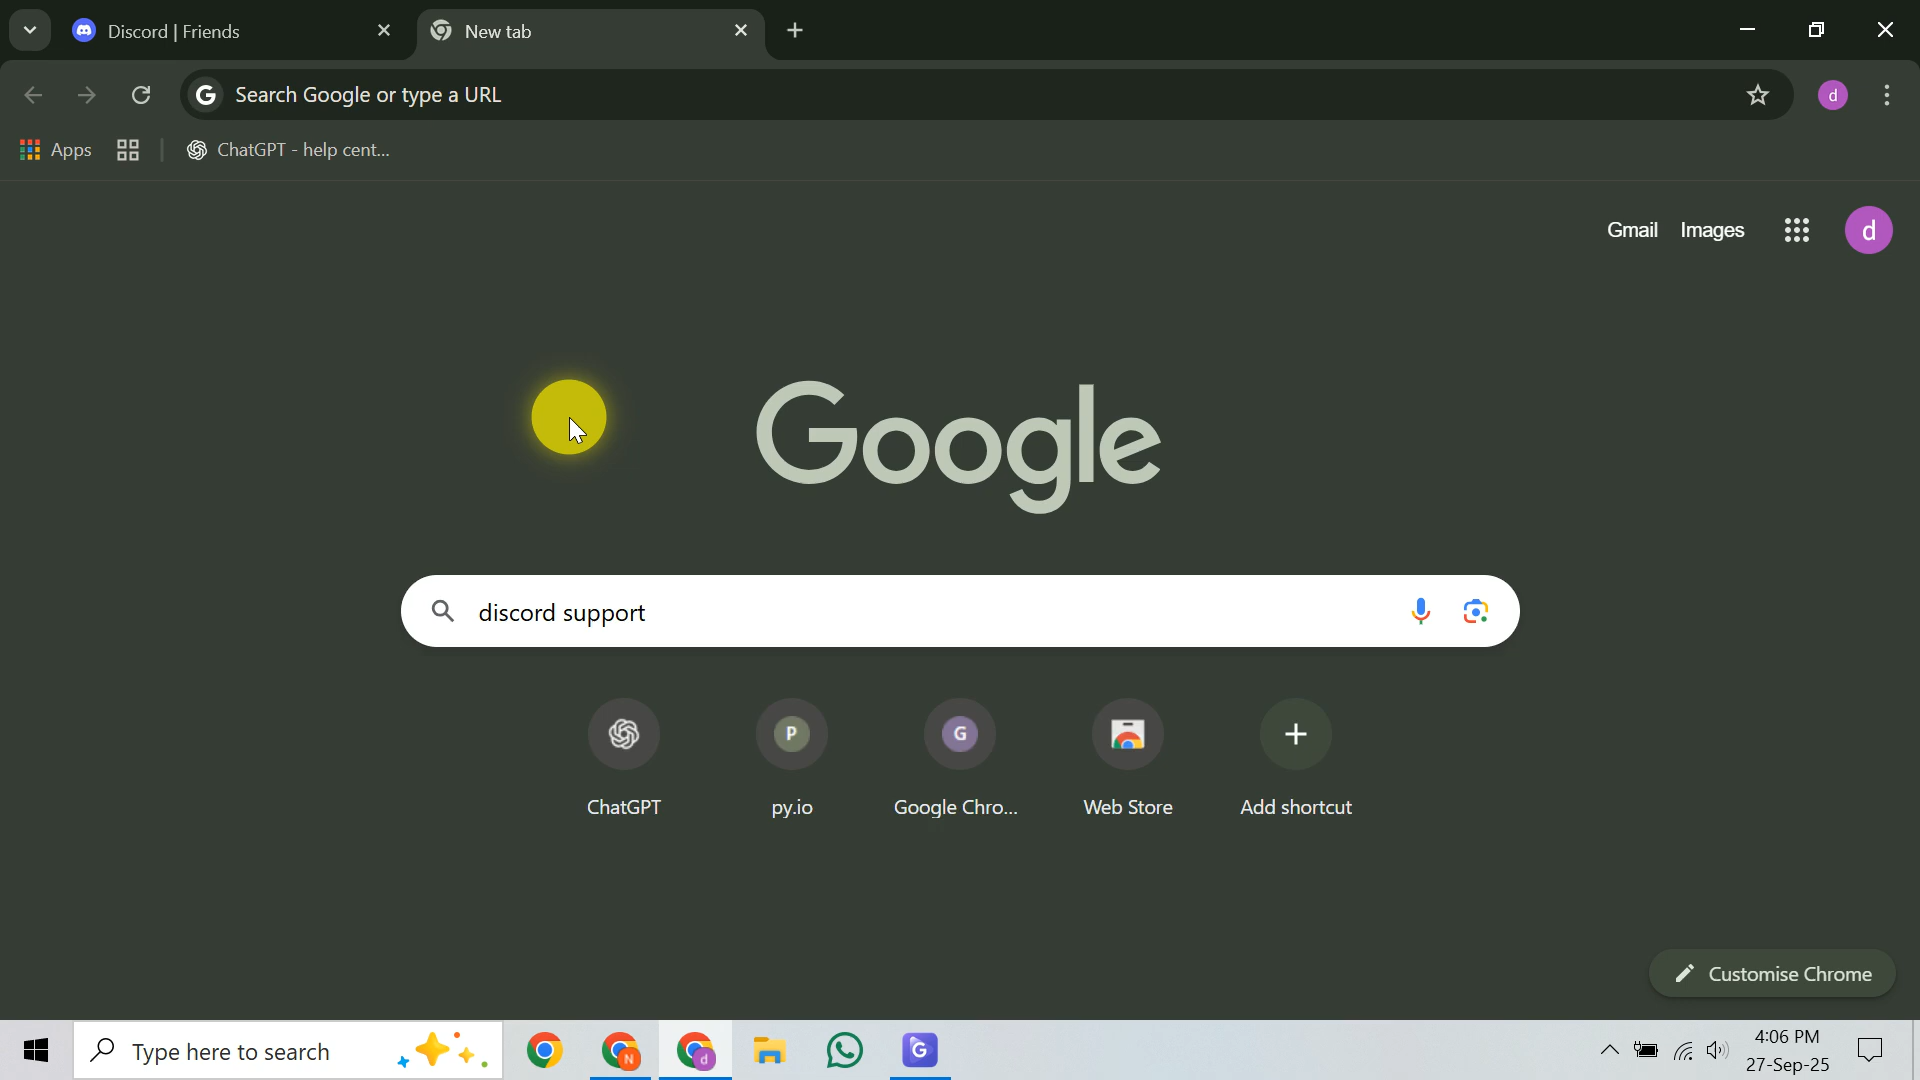 Discord | Friends
New tab
G Search Google or type a URL
d
Apps
ChatGPT - help cent...
Gmail Images
d
Google
discord support
P
G
ChatGPT
py.io
Google Chro...
Web Store
Add shortcut
Customise Chrome
Type here to search
N
d
G
4:06 PM
27-Sep-25